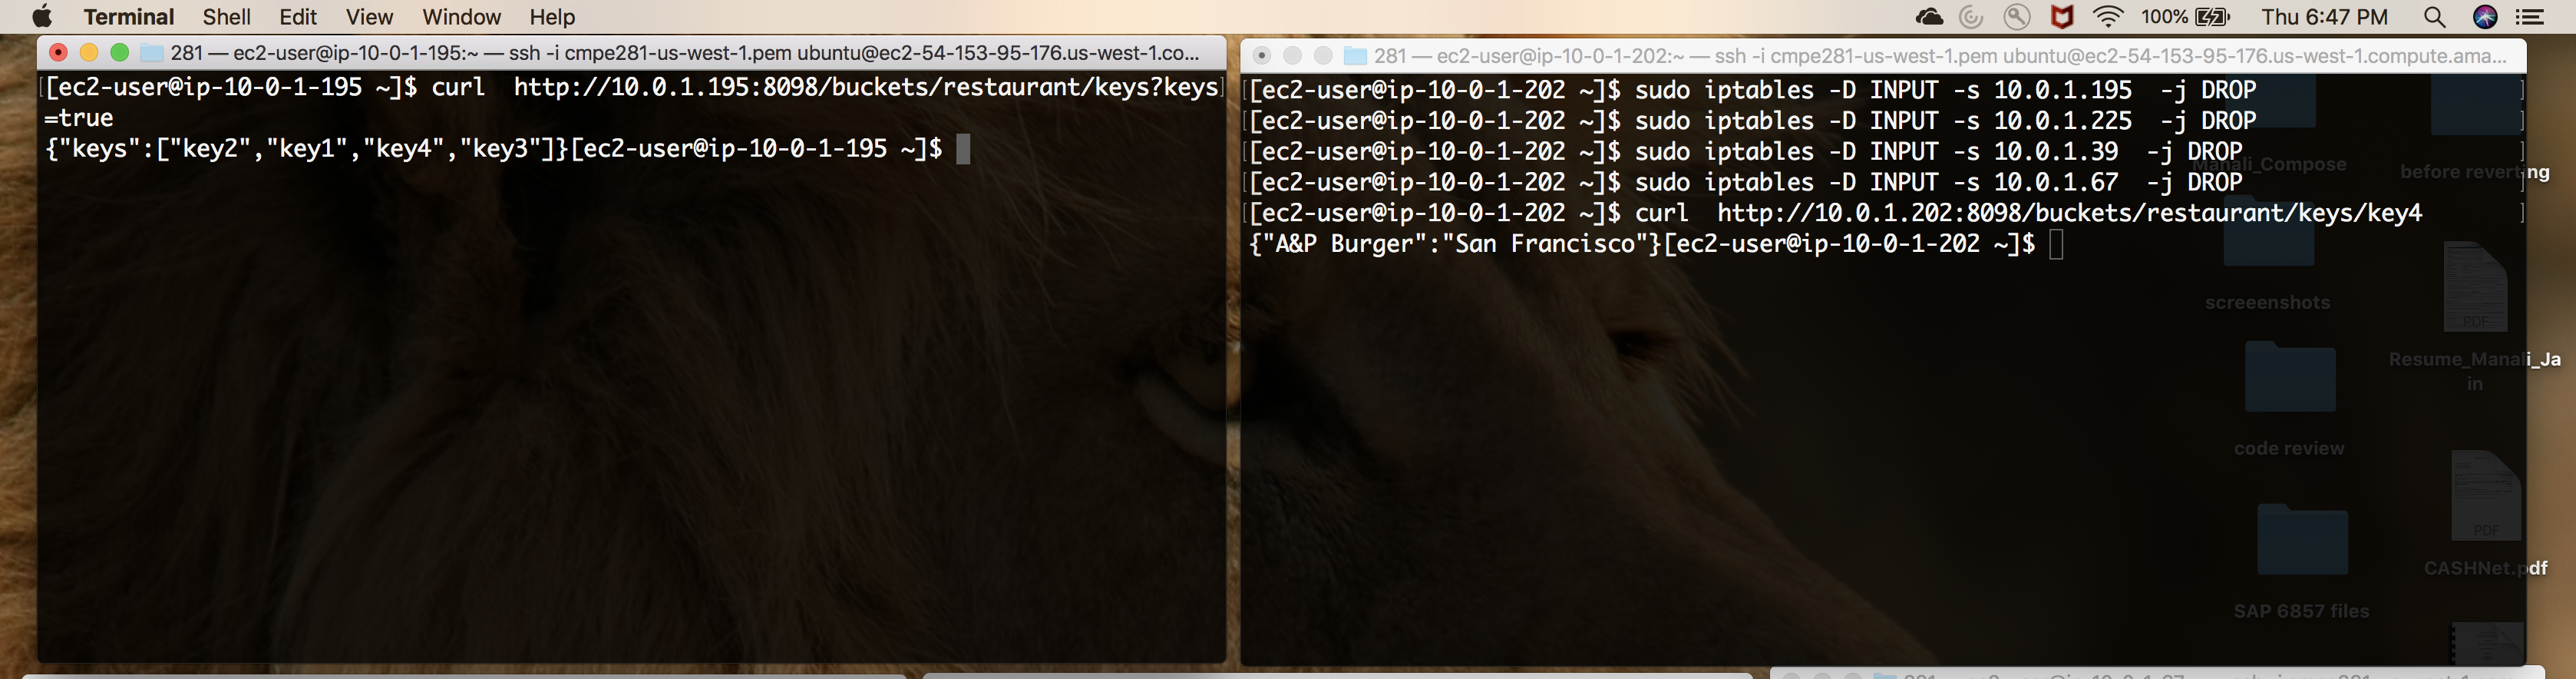 Terminal Shell Edit View Window Help 100% Thu 6:47 PM
281 — ec2-user@ip-10-0-1-195:~ — ssh -i cmpe281-us-west-1.pem ubuntu@ec2-54-153-95-176.us-west-1.co...
[ec2-user@ip-10-0-1-195 ~]$ curl  http://10.0.1.195:8098/buckets/restaurant/keys?keys
=true
{"keys":["key2","key1","key4","key3"]}[ec2-user@ip-10-0-1-195 ~]$
281 — ec2-user@ip-10-0-1-202:~ — ssh -i cmpe281-us-west-1.pem ubuntu@ec2-54-153-95-176.us-west-1.compute.ama...
[ec2-user@ip-10-0-1-202 ~]$ sudo iptables -D INPUT -s 10.0.1.195  -j DROP
[ec2-user@ip-10-0-1-202 ~]$ sudo iptables -D INPUT -s 10.0.1.225  -j DROP
[ec2-user@ip-10-0-1-202 ~]$ sudo iptables -D INPUT -s 10.0.1.39  -j DROP
[ec2-user@ip-10-0-1-202 ~]$ sudo iptables -D INPUT -s 10.0.1.67  -j DROP
[ec2-user@ip-10-0-1-202 ~]$ curl  http://10.0.1.202:8098/buckets/restaurant/keys/key4
{"A&P Burger":"San Francisco"}[ec2-user@ip-10-0-1-202 ~]$
Manali_Compose
before reverting
screeenshots
PDF
Resume_Manali_Ja
in
code review
PDF
CASHNet.pdf
SAP 6857 files